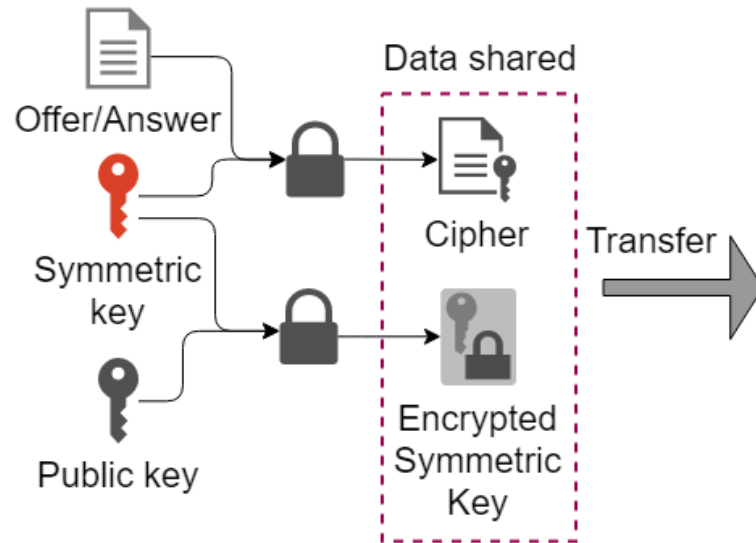 Data shared
Offer/Answer
Cipher
Transfer
Symmetric
key
Encrypted
Symmetric
Key
Public key